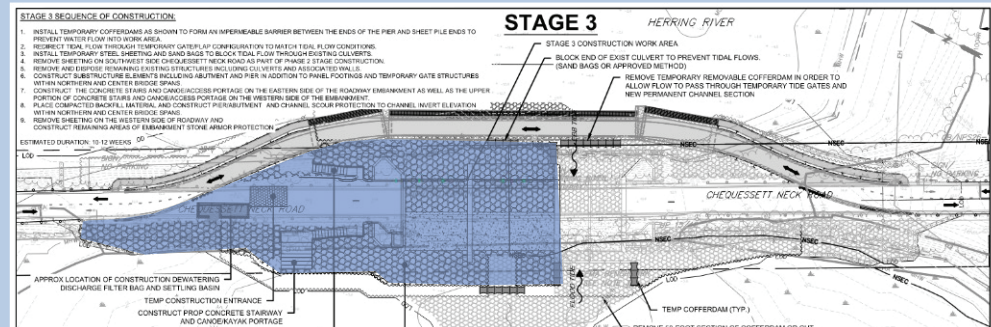 STAGE 3 SEQUENCE OF CONSTRUCTION:
1. INSTALL TEMPORARY COFFERDAMS AS SHOWN TO FORM AN IMPERMEABLE BARRIER BETWEEN THE ENDS OF THE PIER AND SHEET PILE ENDS TO
PREVENT WATER FLOW INTO WORK AREA.
2. REDIRECT TIDAL FLOW THROUGH TEMPORARY GATE/FLAP CONFIGURATION TO MATCH TIDAL FLOW CONDITIONS.
3. INSTALL TEMPORARY STEEL SHEETING AND SAND BAGS TO BLOCK TIDAL FLOW THROUGH EXISTING CULVERTS.
4. REMOVE SHEETING ON SOUTHWEST SIDE CHEQUESSETT NECK ROAD AS PART OF PHASE 2 STAGE CONSTRUCTION.
5. REMOVE AND DISPOSE REMAINING EXISTING STRUCTURES INCLUDING CULVERTS AND ASSOCIATED WALLS.
6. CONSTRUCT SUBSTRUCTURE ELEMENTS INCLUDING ABUTMENT AND PIER IN ADDITION TO PANEL FOOTINGS AND TEMPORARY GATE STRUCTURES
WITHIN NORTHERN AND CENTER BRIDGE SPANS.
7. CONSTRUCT THE CONCRETE STAIRS AND CANOE/ACCESS PORTAGE ON THE EASTERN SIDE OF THE ROADWAY EMBANKMENT AS WELL AS THE UPPER
PORTION OF CONCRETE STAIRS AND CANOE/ACCESS PORTAGE ON THE WESTERN SIDE OF THE EMBANKMENT.
8. PLACE COMPACTED BACKFILL MATERIAL AND CONSTRUCT PIER/ABUTMENT AND CHANNEL SCOUR PROTECTION TO CHANNEL INVERT ELEVATION
WITHIN NORTHERN AND CENTER BRIDGE SPANS.
9. REMOVE SHEETING ON THE WESTERN SIDE OF ROADWAY AND
CONSTRUCT REMAINING AREAS OF EMBANKMENT STONE ARMOR PROTECTION
ESTIMATED DURATION: 10-12 WEEKS
STAGE 3
HERRING RIVER
STAGE 3 CONSTRUCTION WORK AREA
BLOCK END OF EXIST CULVERT TO PREVENT TIDAL FLOWS.
(SAND BAGS OR APPROVED METHOD)
REMOVE TEMPORARY REMOVABLE COFFERDAM IN ORDER TO
ALLOW FLOW TO PASS THROUGH TEMPORARY TIDE GATES AND
NEW PERMANENT CHANNEL SECTION
LOD
NSEC
NSEC
NO PARKING
CHEQUESSETT NECK ROAD
CHEQUESSETT NECK ROAD
LOD
NSEC
NSEC
APPROX LOCATION OF CONSTRUCTION DEWATERING
DISCHARGE FILTER BAG AND SETTLING BASIN
TEMP CONSTRUCTION ENTRANCE
CONSTRUCT PROP CONCRETE STAIRWAY
AND CANOE/KAYAK PORTAGE
LOD
TEMP COFFERDAM (TYP.)